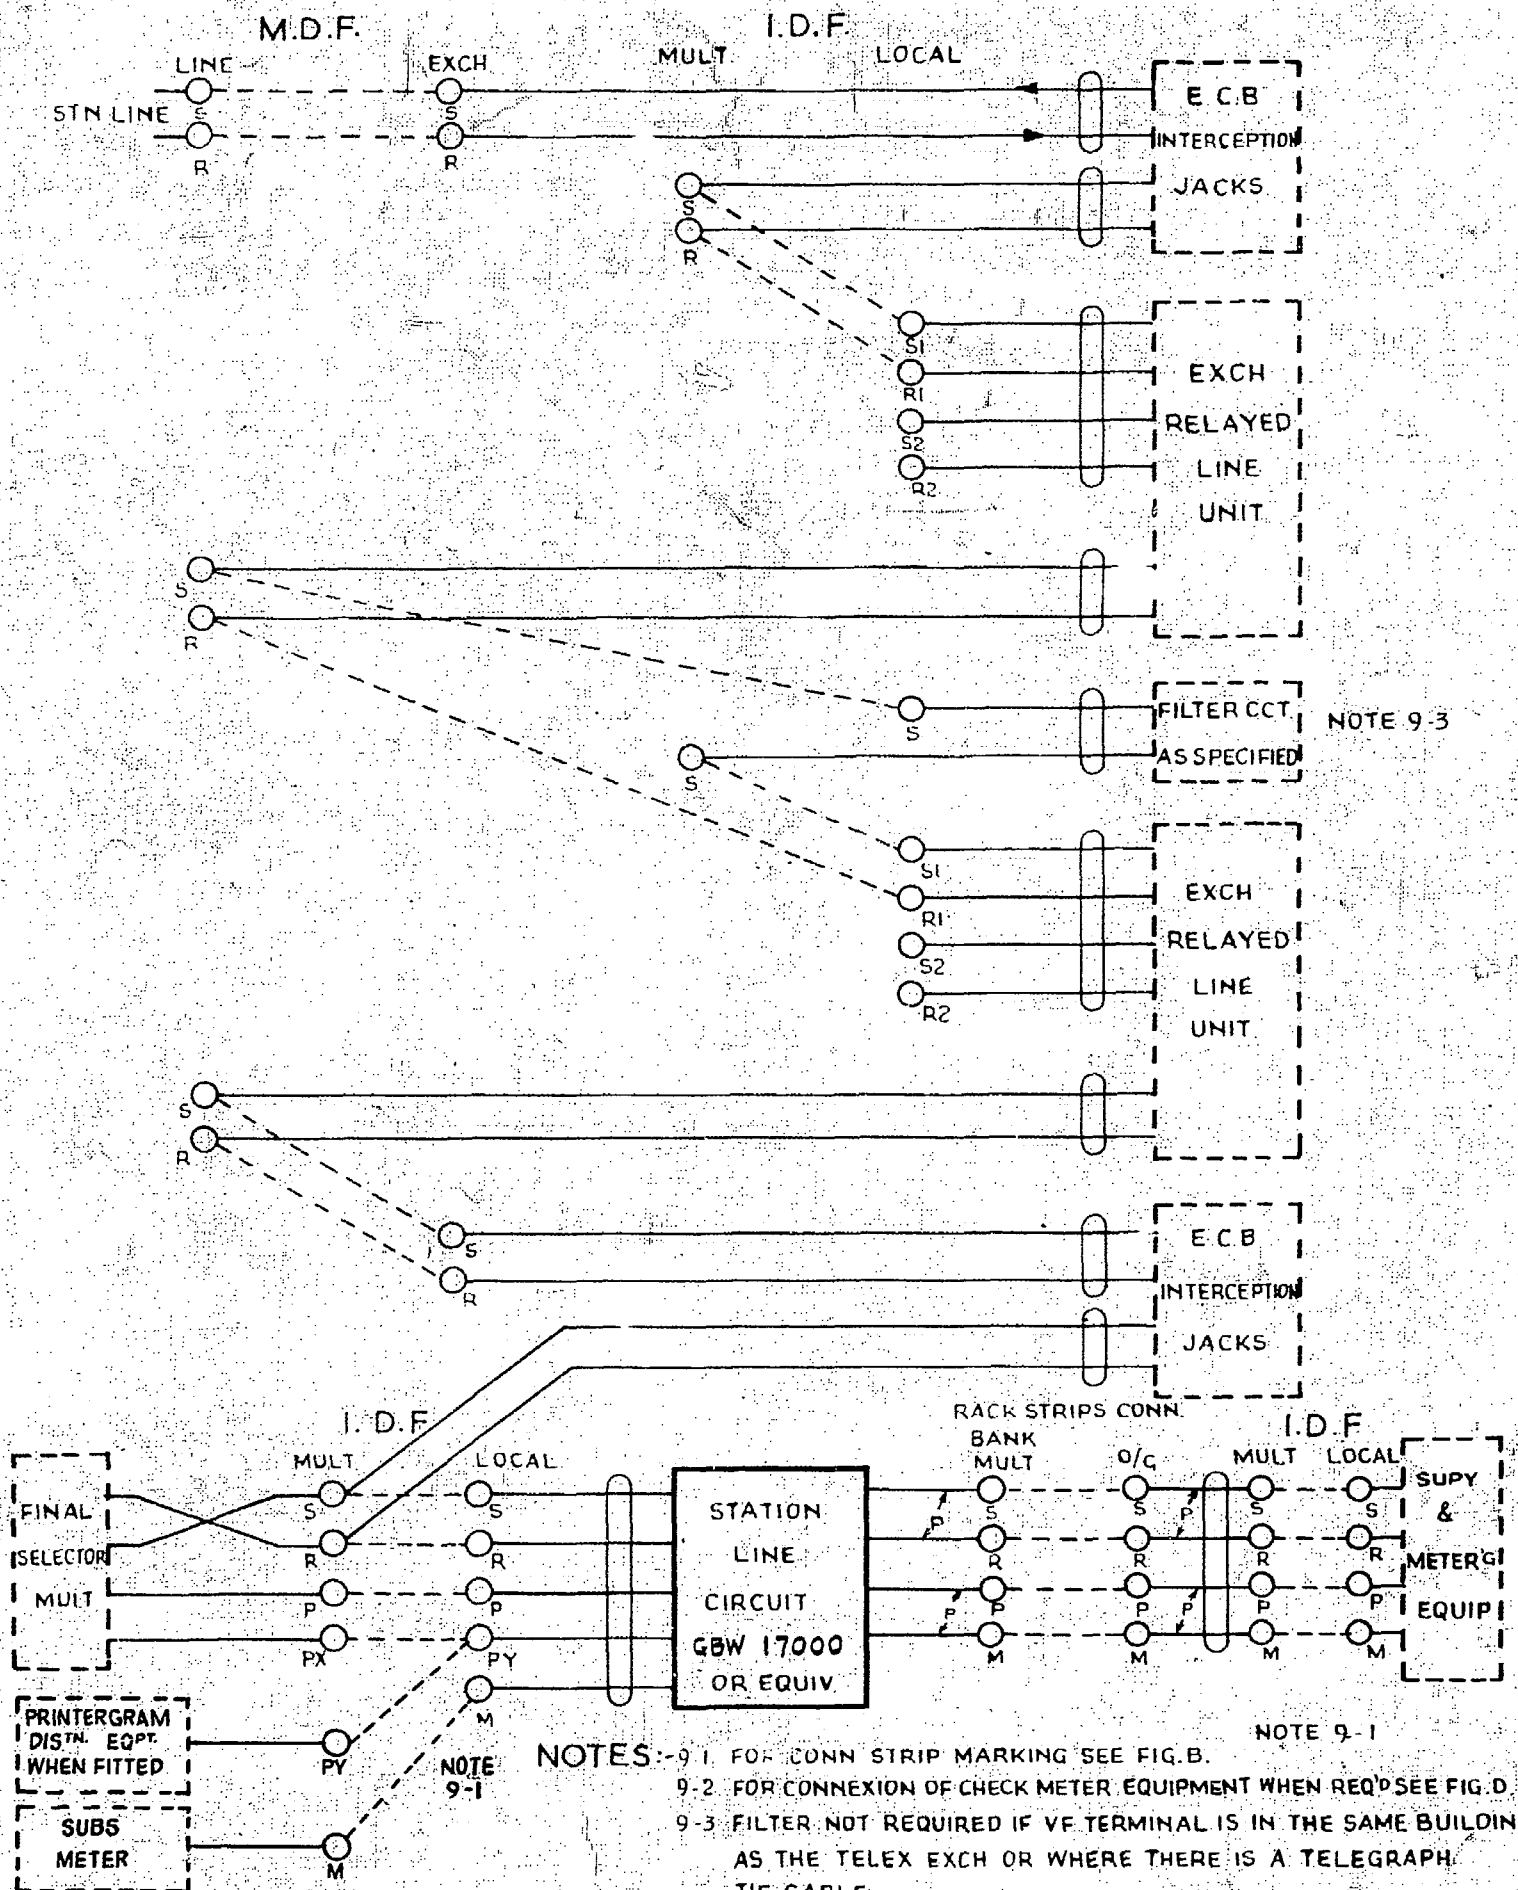 M.D.F.
I.D.F.
LINE
EXCH
MULT
LOCAL
STN LINE
S
S
R
R
E.C.B
INTERCEPTION
JACKS
S
R
S1
R1
S2
R2
EXCH
RELAYED
LINE
UNIT
S
R
S
S
FILTER CCT.
AS SPECIFIED
NOTE 9-3
S1
R1
S2
R2
EXCH
RELAYED
LINE
UNIT
S
R
S
R
E.C.B
INTERCEPTION
JACKS
I.D.F
MULT
LOCAL
RACK STRIPS CONN.
BANK
MULT
O/G
I.D.F
MULT
LOCAL
FINAL
SELECTOR
MULT
S
R
P
PX
S
R
P
PY
M
STATION
LINE
CIRCUIT
GBW 17000
OR EQUIV
P
P
S
R
P
M
S
R
P
M
P
P
S
R
P
M
S
R
P
M
SUPY
&
METER'G
EQUIP
PRINTERGRAM
DISTN. EQPT.
WHEN FITTED
PY
SUBS
METER
M
NOTE
9-1
NOTE 9-1
NOTES:- 9 1. FOR CONN STRIP MARKING SEE FIG.B.
9-2 FOR CONNEXION OF CHECK METER EQUIPMENT WHEN REQ'D SEE FIG.D
9-3 FILTER NOT REQUIRED IF VF TERMINAL IS IN THE SAME BUILDIN
AS THE TELEX EXCH OR WHERE THERE IS A TELEGRAPH
TIE CABLE